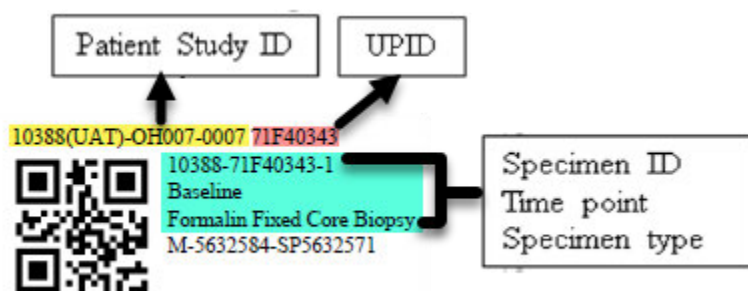 Patient Study ID
UPID
10388(UAT)-OH007-0007 71F40343
10388-71F40343-1
Baseline
Formalin Fixed Core Biopsy
M-5632584-SP5632571
Specimen ID
Time point
Specimen type